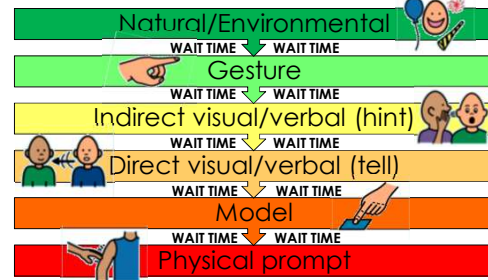 Natural/Environmental
WAIT TIME WAIT TIME
Gesture
WAIT TIME WAIT TIME
Indirect visual/verbal (hint)
WAIT TIME WAIT TIME
Direct visual/verbal (tell)
WAIT TIME WAIT TIME
Model
WAIT TIME WAIT TIME
Physical prompt